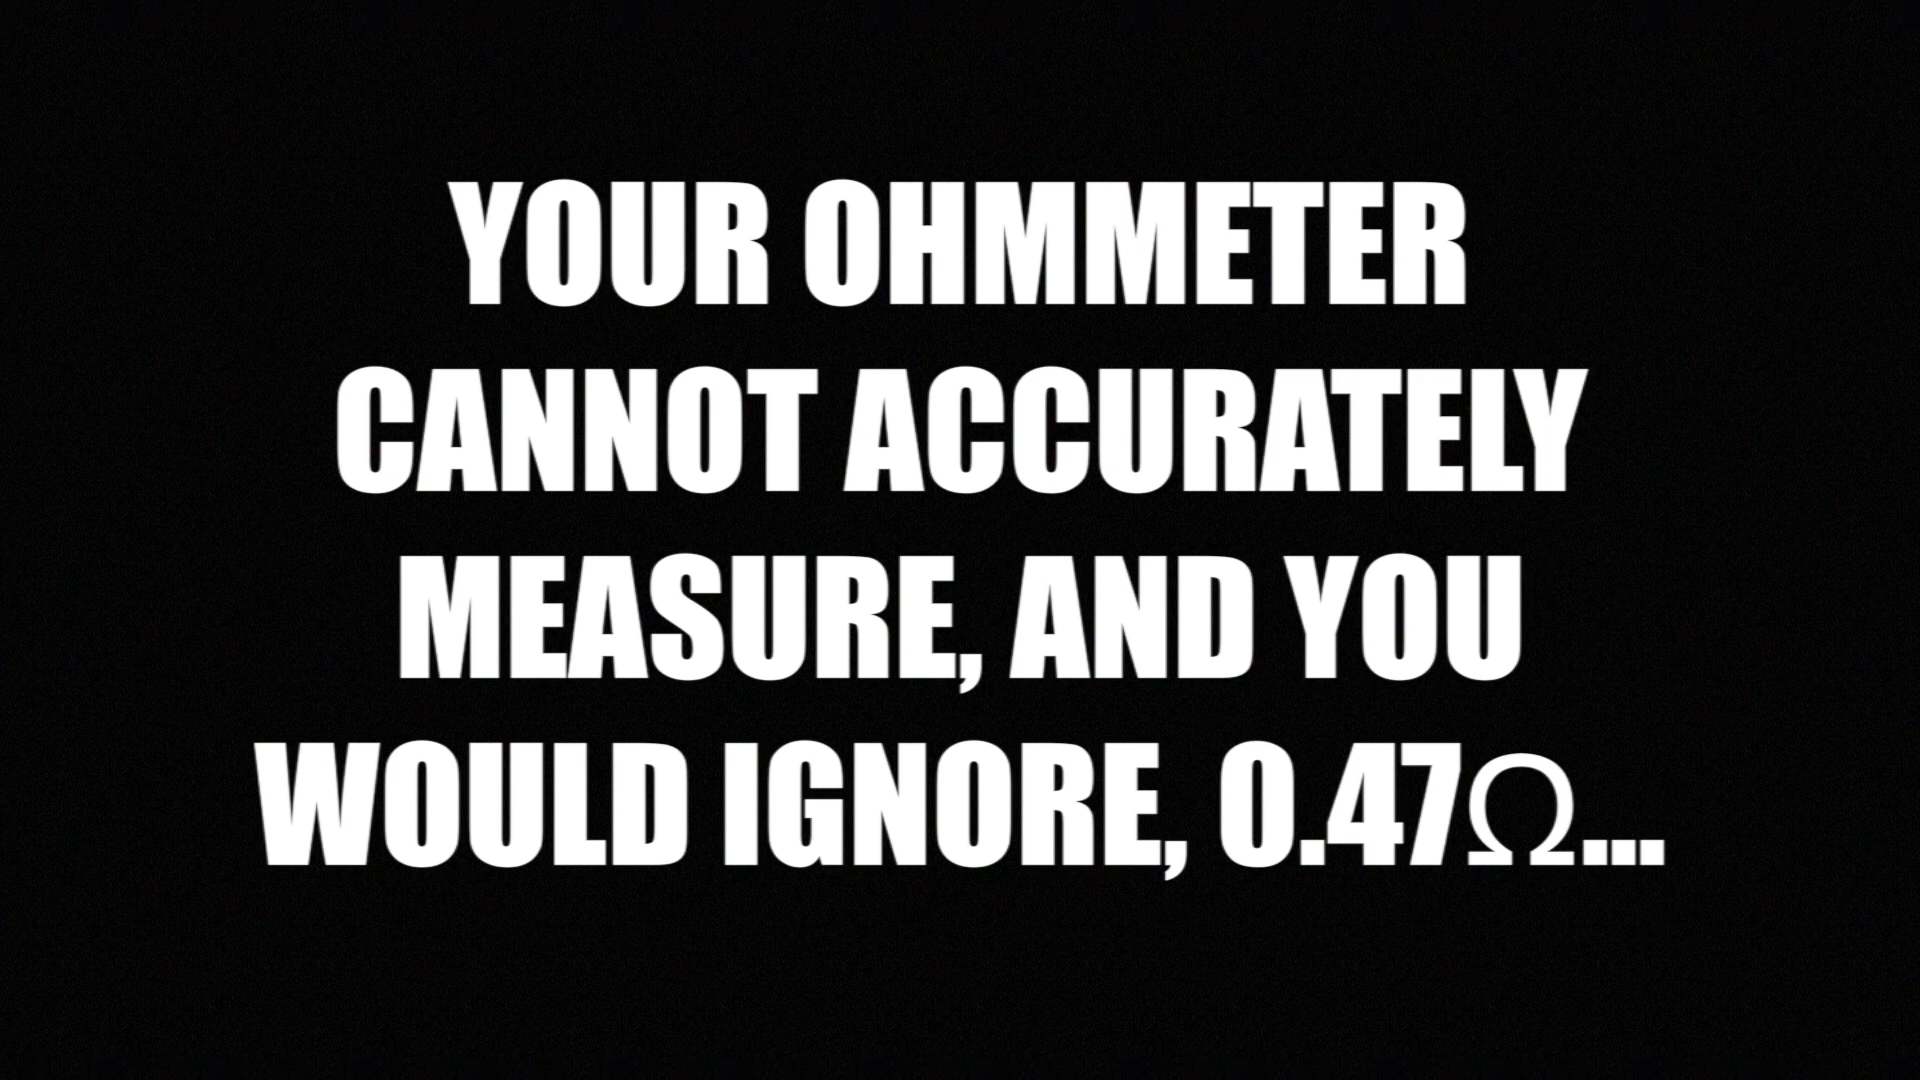 YOUR OHMMETER
CANNOT ACCURATELY
MEASURE, AND YOU
WOULD IGNORE, 0.47Ω...